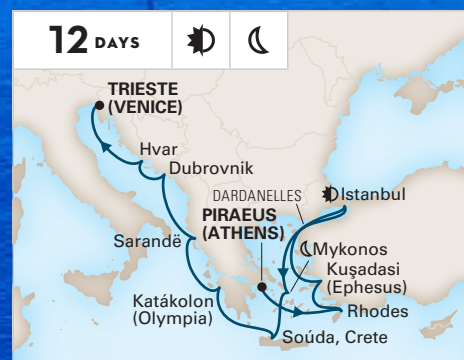 12 DAYS
TRIESTE
(VENICE)
Hvar
Dubrovnik
DARDANELLES
Istanbul
PIRAEUS
(ATHENS)
Mykonos
Sarandë
Kuşadasi
(Ephesus)
Katákolon
(Olympia)
Rhodes
Soúda, Crete